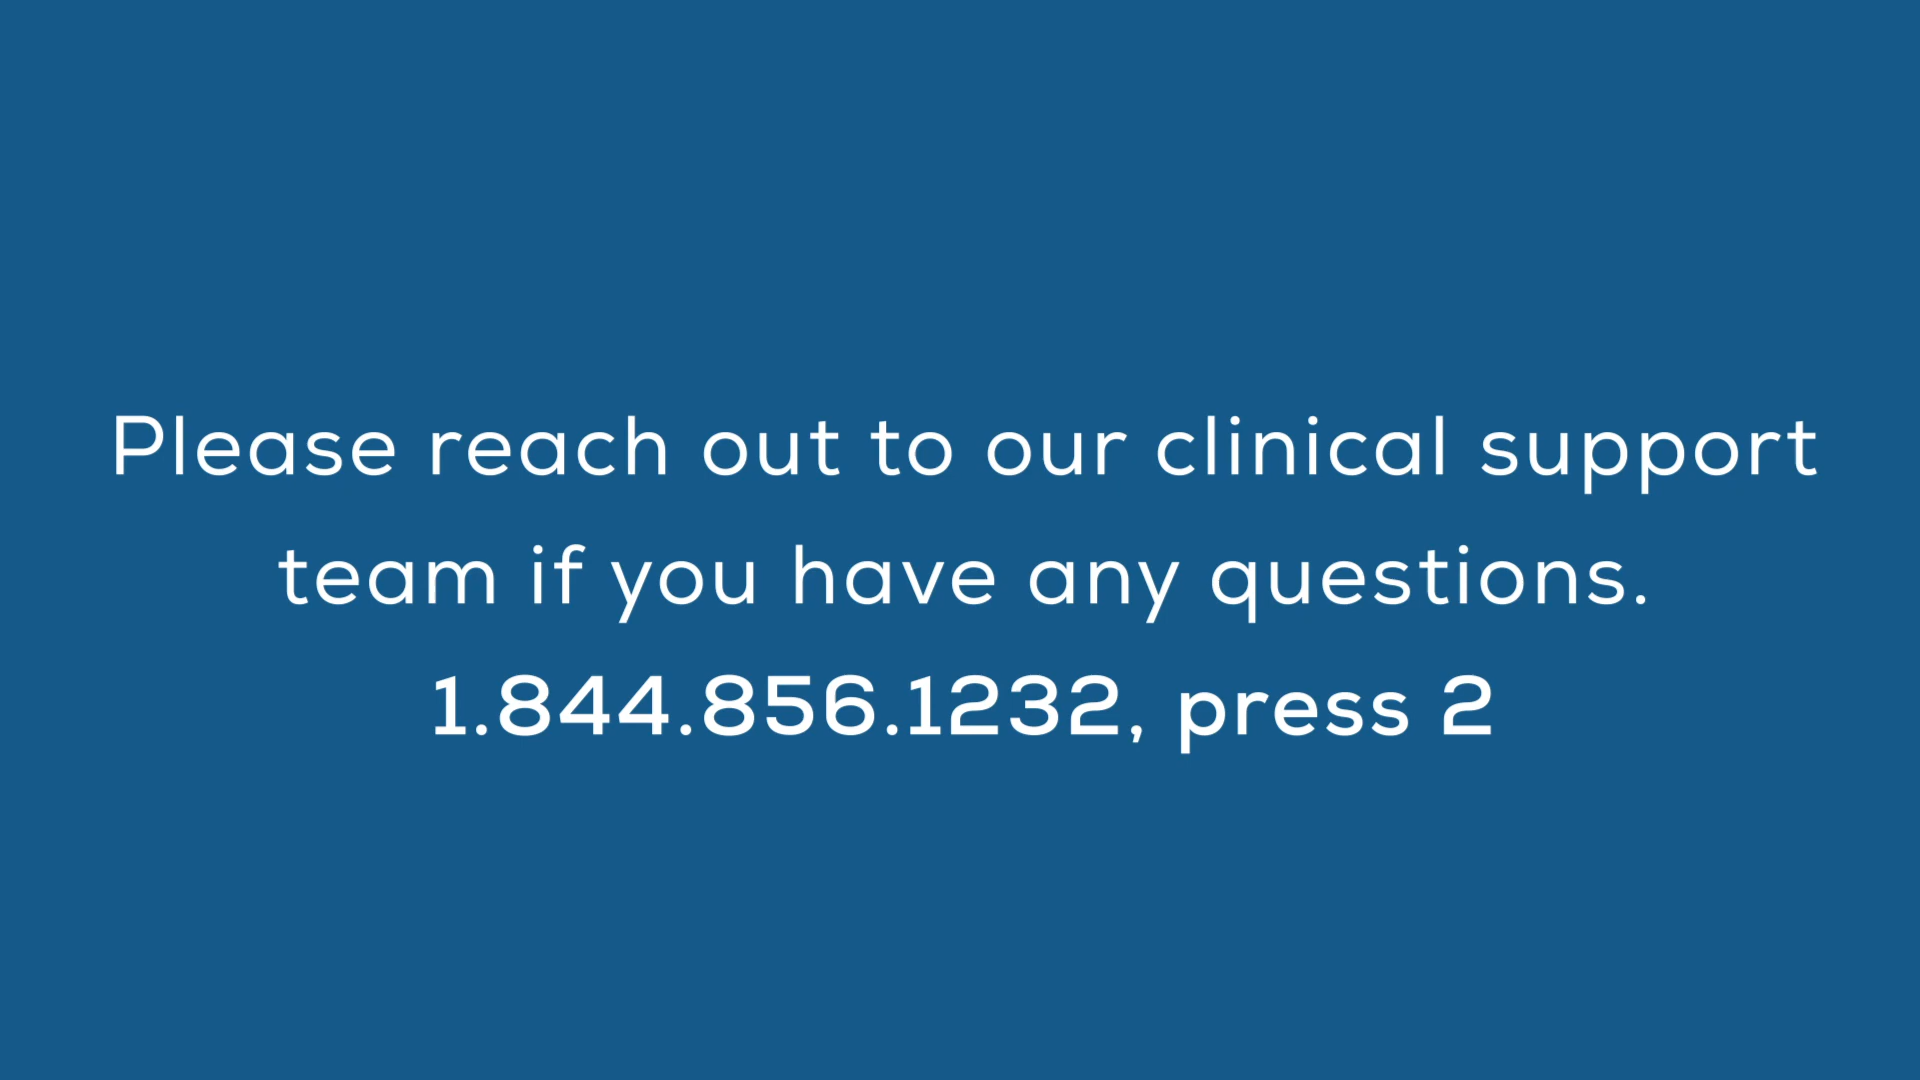 Please reach out to our clinical support
team if you have any questions.
1.844.856.1232, press 2